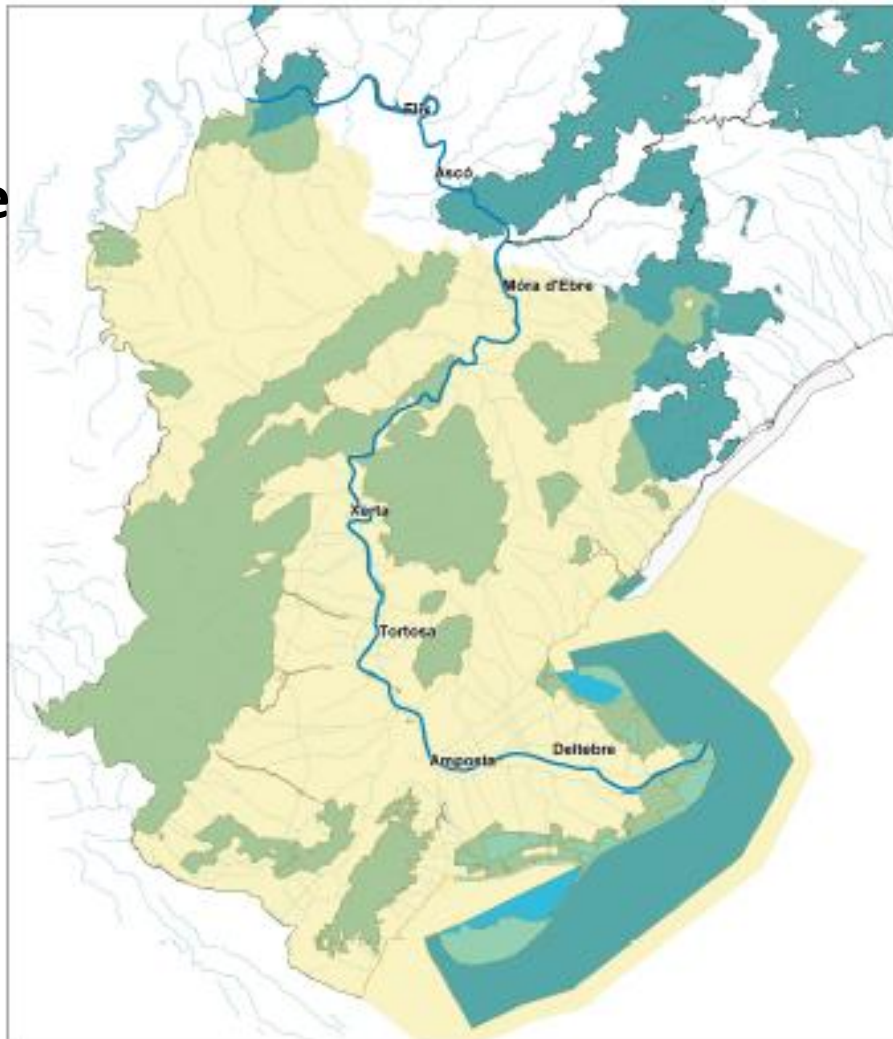 Flix
Ascó
e
Móra d'Ebre
Xerta
Tortosa
Deltebre
Amposta